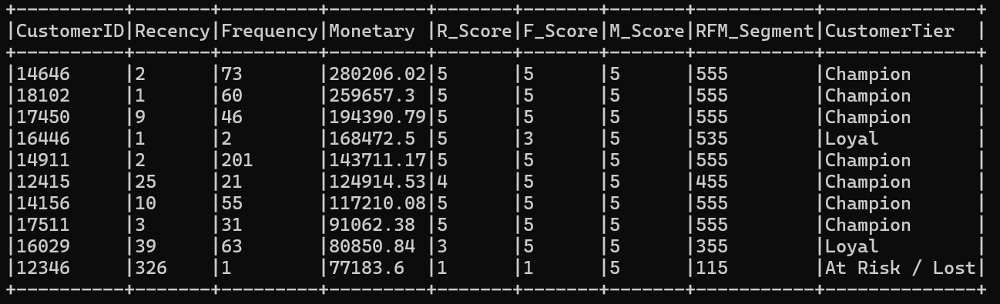 +----------+-------+---------+---------+-------+-------+-------+-----------+--------------+
|CustomerID|Recency|Frequency|Monetary |R_Score|F_Score|M_Score|RFM_Segment|CustomerTier  |
+----------+-------+---------+---------+-------+-------+-------+-----------+--------------+
|14646     |2      |73       |280206.02|5      |5      |5      |555        |Champion      |
|18102     |1      |60       |259657.3 |5      |5      |5      |555        |Champion      |
|17450     |9      |46       |194390.79|5      |5      |5      |555        |Champion      |
|16446     |1      |2        |168472.5 |5      |3      |5      |535        |Loyal         |
|14911     |2      |201      |143711.17|5      |5      |5      |555        |Champion      |
|12415     |25     |21       |124914.53|4      |5      |5      |455        |Champion      |
|14156     |10     |55       |117210.08|5      |5      |5      |555        |Champion      |
|17511     |3      |31       |91062.38 |5      |5      |5      |555        |Champion      |
|16029     |39     |63       |80850.84 |3      |5      |5      |355        |Loyal         |
|12346     |326    |1        |77183.6  |1      |1      |5      |115        |At Risk / Lost|
+----------+-------+---------+---------+-------+-------+-------+-----------+--------------+